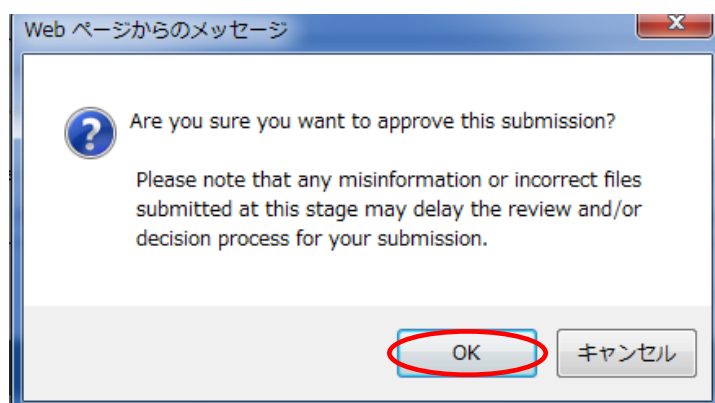 Web ページからのメッセージ
x
Are you sure you want to approve this submission?
Please note that any misinformation or incorrect files
submitted at this stage may delay the review and/or
decision process for your submission.
OK
キャンセル